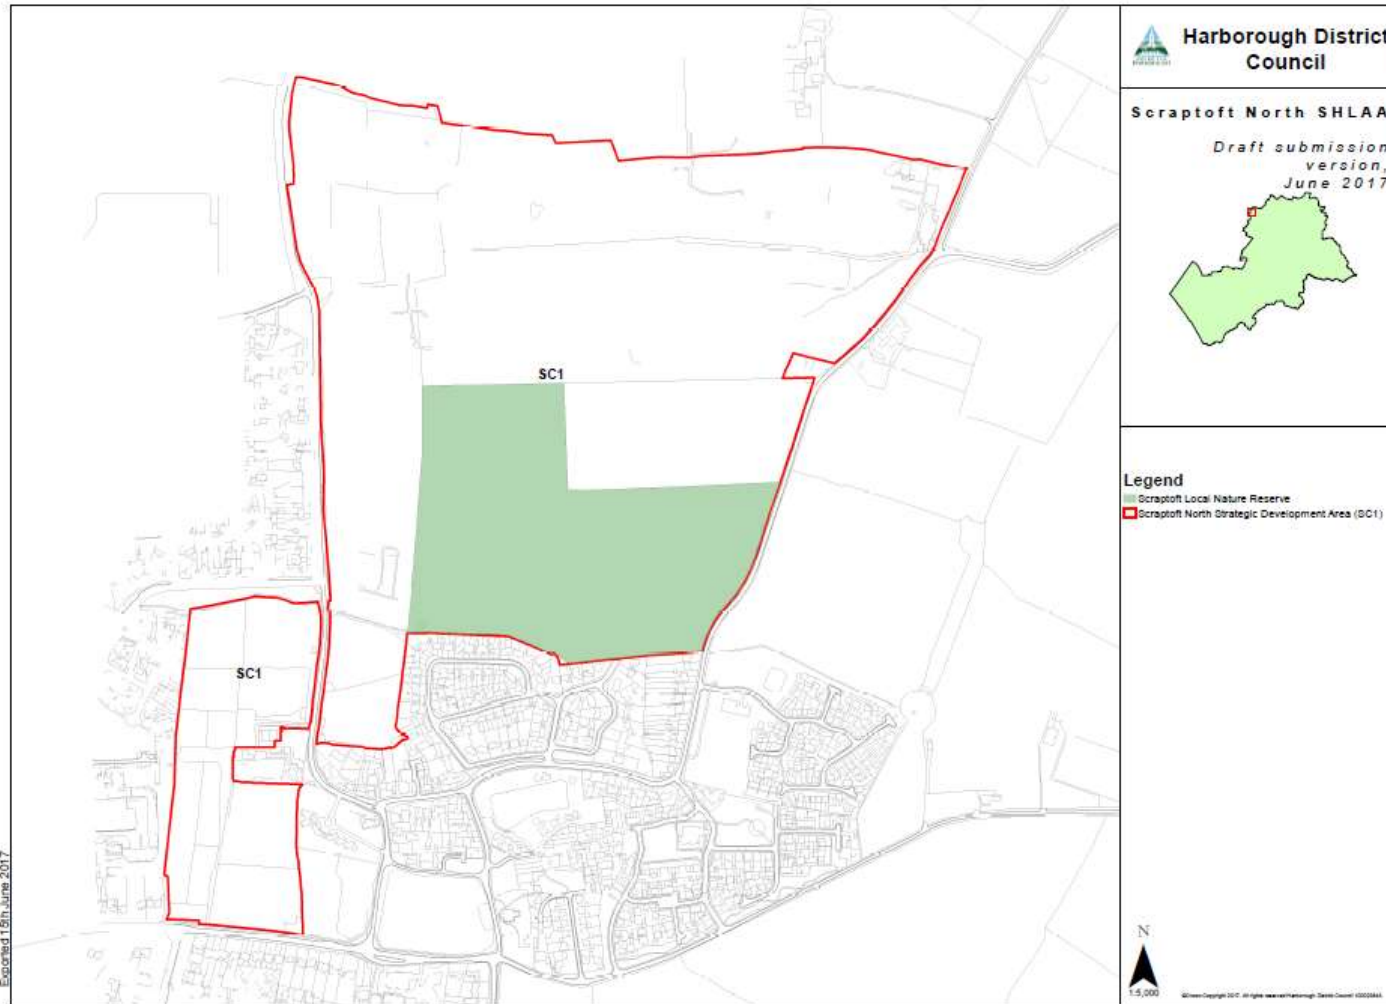 Harborough District
Council
Scraptoft North SHLAA
Draft submission
version,
June 2017
SC1
SC1
Legend
Scraptoft Local Nature Reserve
Scraptoft North Strategic Development Area (SC1)
N
1:5,000
Exported 15th June 2017